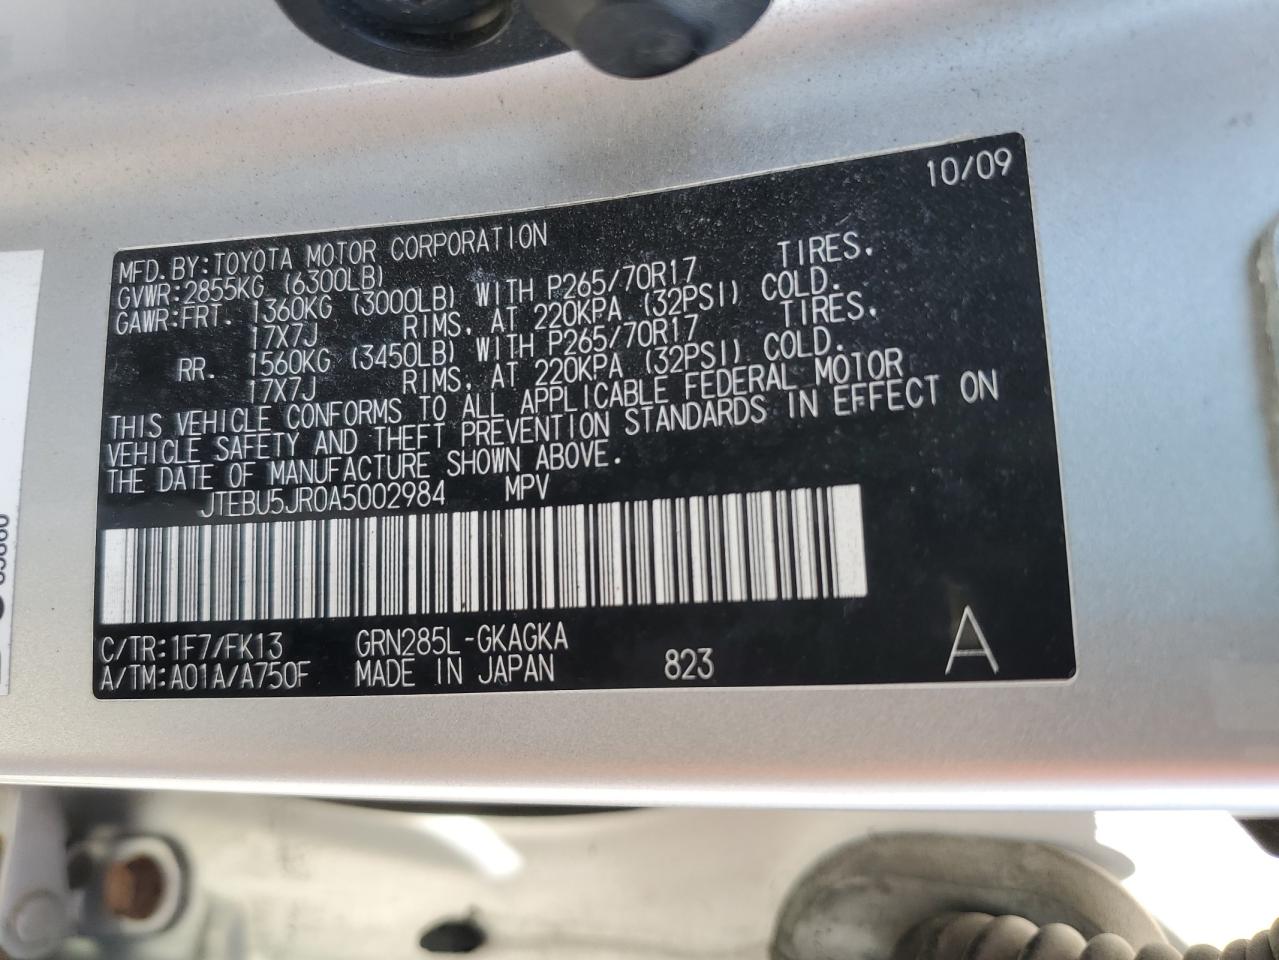 10/09
MFD.BY:TOYOTA MOTOR CORPORATION
GVWR:2855KG (6300LB)
GAWR:FRT. 1360KG (3000LB) WITH P265/70R17 TIRES.
17X7J RIMS. AT 220KPA (32PSI) COLD.
RR. 1560KG (3450LB) WITH P265/70R17 TIRES.
17X7J RIMS. AT 220KPA (32PSI) COLD.
THIS VEHICLE CONFORMS TO ALL APPLICABLE FEDERAL MOTOR
VEHICLE SAFETY AND THEFT PREVENTION STANDARDS IN EFFECT ON
THE DATE OF MANUFACTURE SHOWN ABOVE.
JTEBU5JR0A5002984 MPV
C/TR:1F7/FK13 GRN285L-GKAGKA
A/TM:A01A/A750F MADE IN JAPAN 823 A